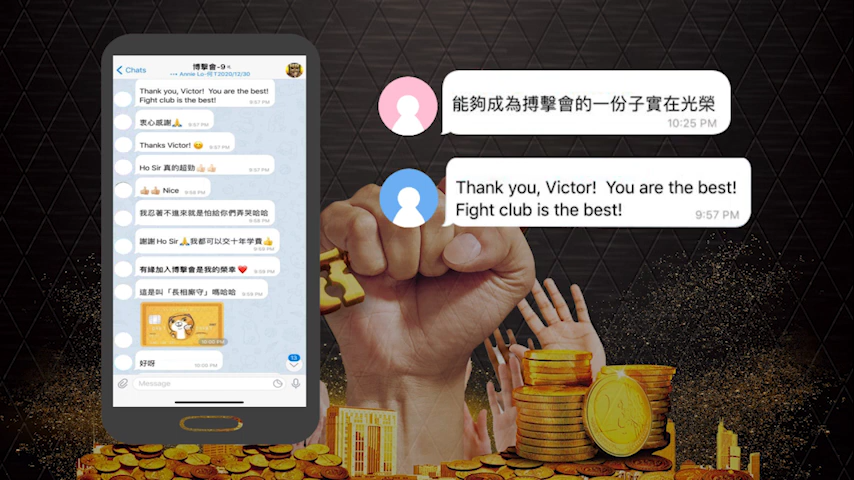 Chats
博擊會-9
Annie Lo-何T2020/12/30
Thank you, Victor! You are the best!
Fight club is the best!
9:57 PM
衷心感謝🙏
9:57 PM
Thanks Victor! 😊
9:57 PM
Ho Sir 真的超勁👍🏻👍🏻
9:57 PM
👍🏻👍🏻 Nice
9:58 PM
我忍著不進來就是怕給你們弄哭哈哈
9:58 PM
謝謝 Ho Sir🙏我都可以交十年學費👍
9:59 PM
有緣加入博擊會是我的榮幸❤️
9:59 PM
這是叫「長相廝守」嗎哈哈
9:59 PM
10:00 PM
好呀
10:00 PM
13
Message
能夠成為搏擊會的一份子實在光榮
10:25 PM
Thank you, Victor! You are the best!
Fight club is the best!
9:57 PM